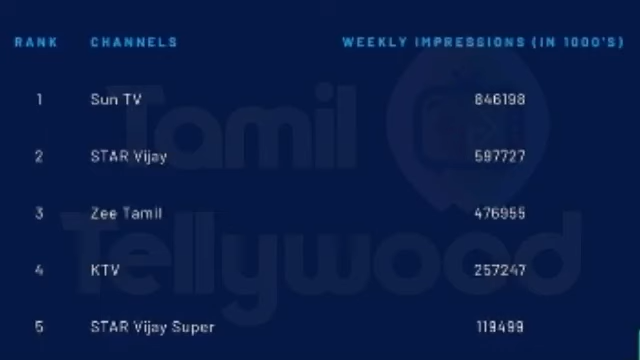 RANK CHANNELS WEEKLY IMPRESSIONS (IN 1000'S)
1 Sun TV 846198
2 STAR Vijay 597727
3 Zee Tamil 476955
4 KTV 257247
5 STAR Vijay Super 119499
Tamil
Tellywood